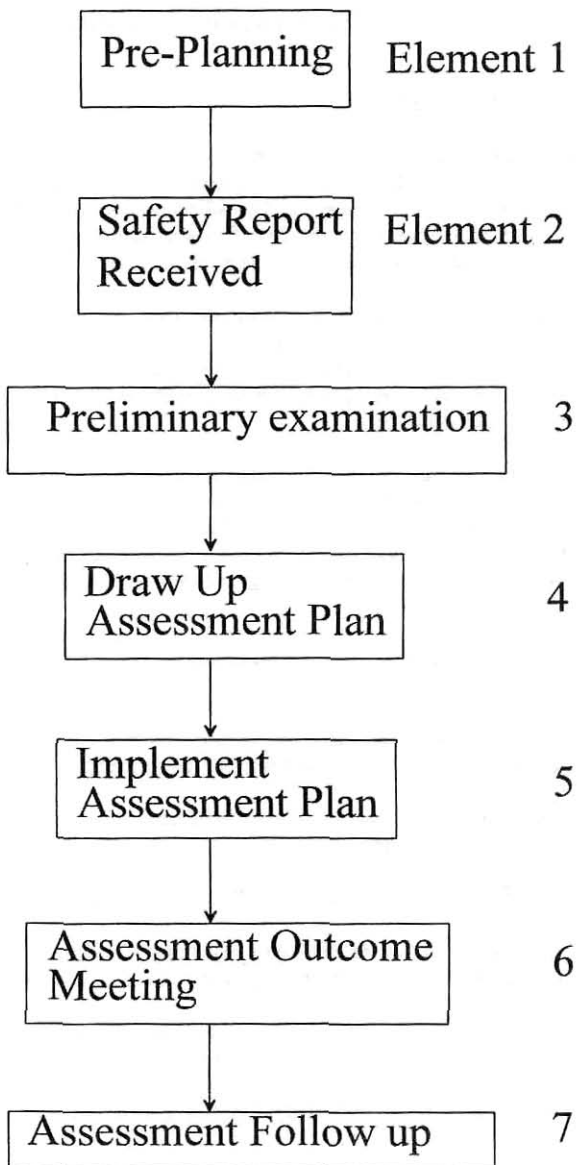 Pre-Planning Element 1
Safety Report Element 2
Received
Preliminary examination 3
Draw Up 4
Assessment Plan
Implement 5
Assessment Plan
Assessment Outcome 6
Meeting
Assessment Follow up 7